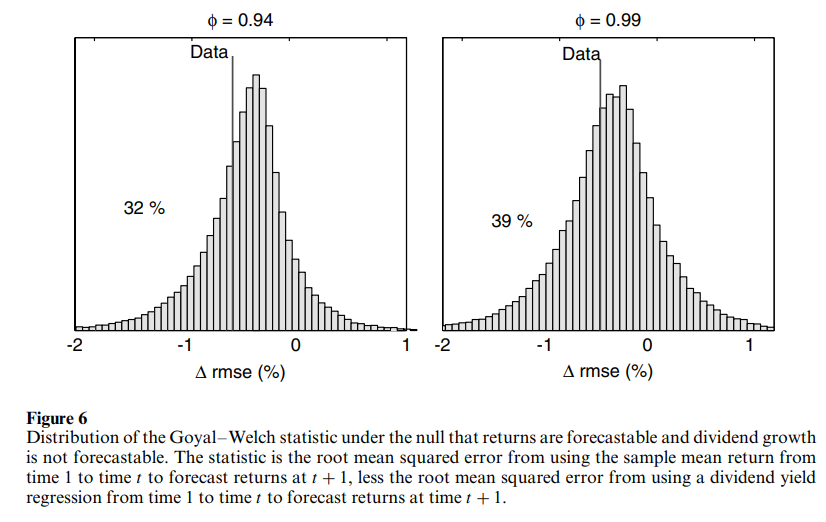 ϕ = 0.94
ϕ = 0.99
Data
Data
32 %
39 %
-2 -1 0 1
-2 -1 0 1
Δ rmse (%)
Δ rmse (%)
Figure 6
Distribution of the Goyal–Welch statistic under the null that returns are forecastable and dividend growth
is not forecastable. The statistic is the root mean squared error from using the sample mean return from
time 1 to time t to forecast returns at t + 1, less the root mean squared error from using a dividend yield
regression from time 1 to time t to forecast returns at time t + 1.